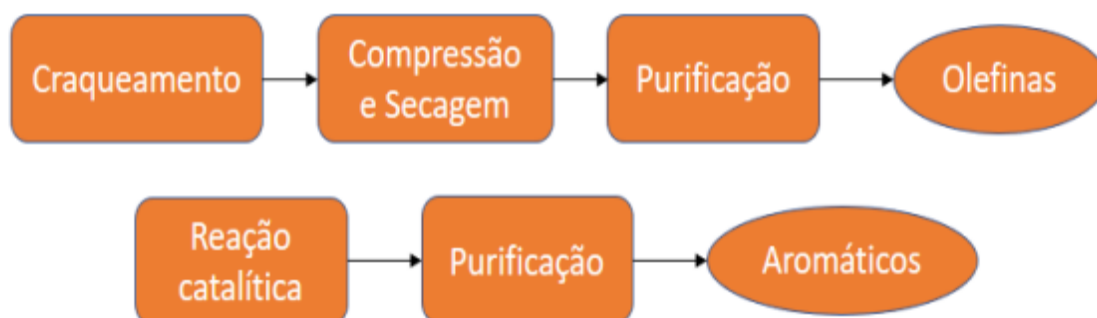 Craqueamento
Compressão
e Secagem
Purificação
Olefinas
Reação
catalítica
Purificação
Aromáticos